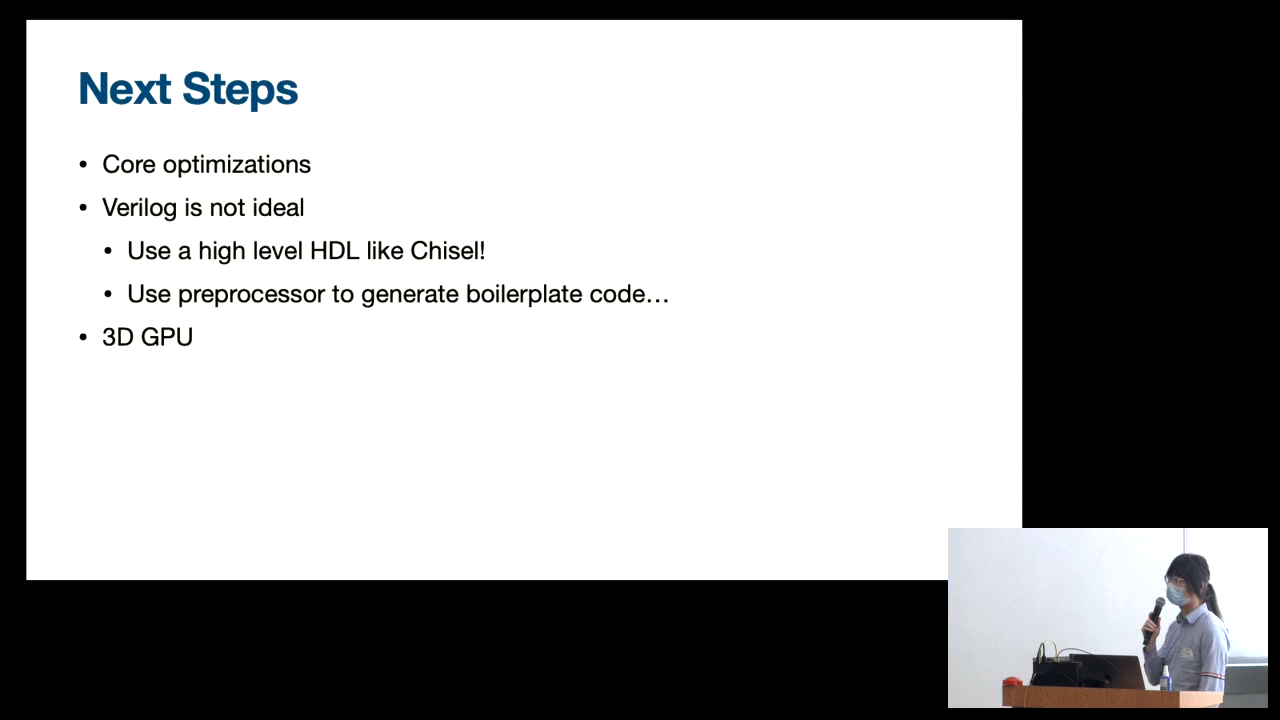 Next Steps
• Core optimizations
• Verilog is not ideal
• Use a high level HDL like Chisel!
• Use preprocessor to generate boilerplate code…
• 3D GPU